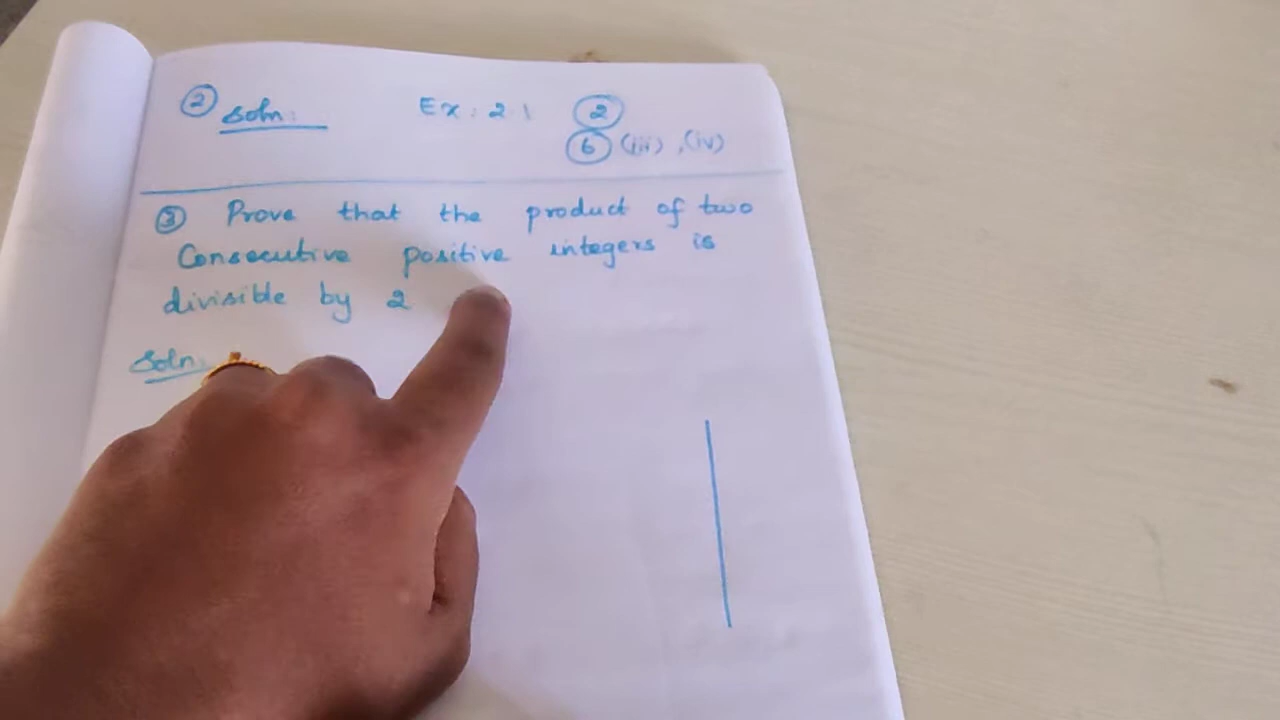 ② Soln: Ex: 2.1 ②
⑥ (iii), (iv)
③ Prove that the product of two
Consecutive positive integers is
divisible by 2
Soln: